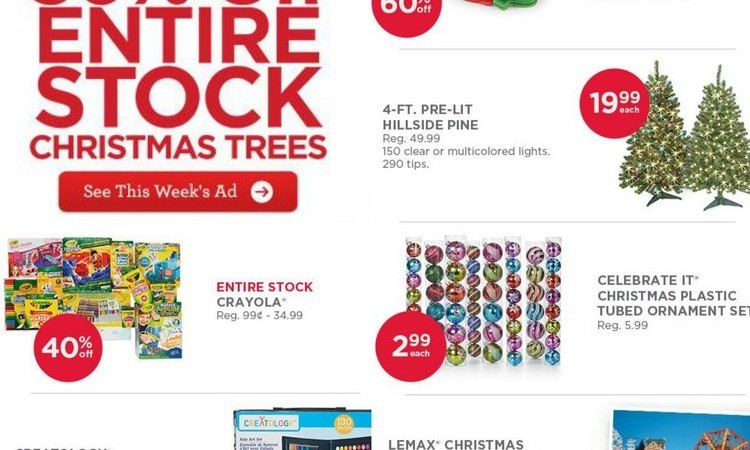 ENTIRE
STOCK
CHRISTMAS TREES
See This Week's Ad
60% off
4-FT. PRE-LIT
HILLSIDE PINE
Reg. 49.99
150 clear or multicolored lights.
290 tips.
19.99
each
ENTIRE STOCK
CRAYOLA®
Reg. 99¢ - 34.99
40% off
CELEBRATE IT®
CHRISTMAS PLASTIC
TUBED ORNAMENT SET
Reg. 5.99
2.99
each
CREATOLOGY
130
LEMAX® CHRISTMAS